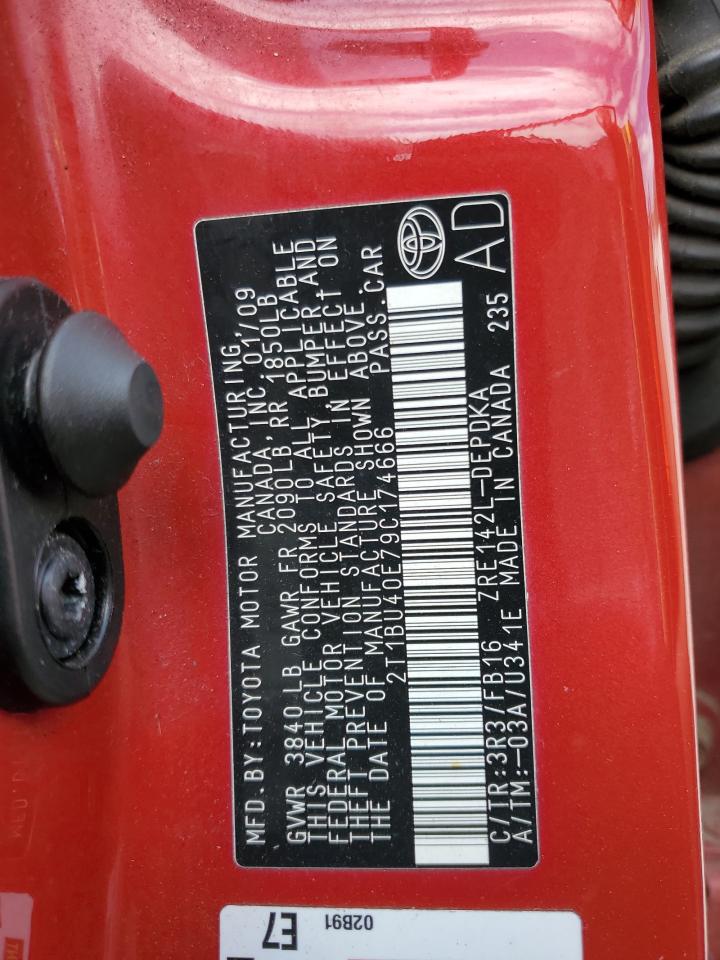 MFD.BY:TOYOTA MOTOR MANUFACTURING,
CANADA, INC. 01/09
GVWR 3840 LB GAWR FR 2090LB, RR 1850LB
THIS VEHICLE CONFORMS TO ALL APPLICABLE
FEDERAL MOTOR VEHICLE SAFETY, BUMPER AND
THEFT PREVENTION STANDARDS IN EFFECT ON
THE DATE OF MANUFACTURE SHOWN ABOVE.
2T1BU40E79C174666 PASS.CAR
C/TR:3R3/FB16 ZRE142L-DEPDKA
A/TM:-03A/U341E MADE IN CANADA 235
AD
02B91
E7